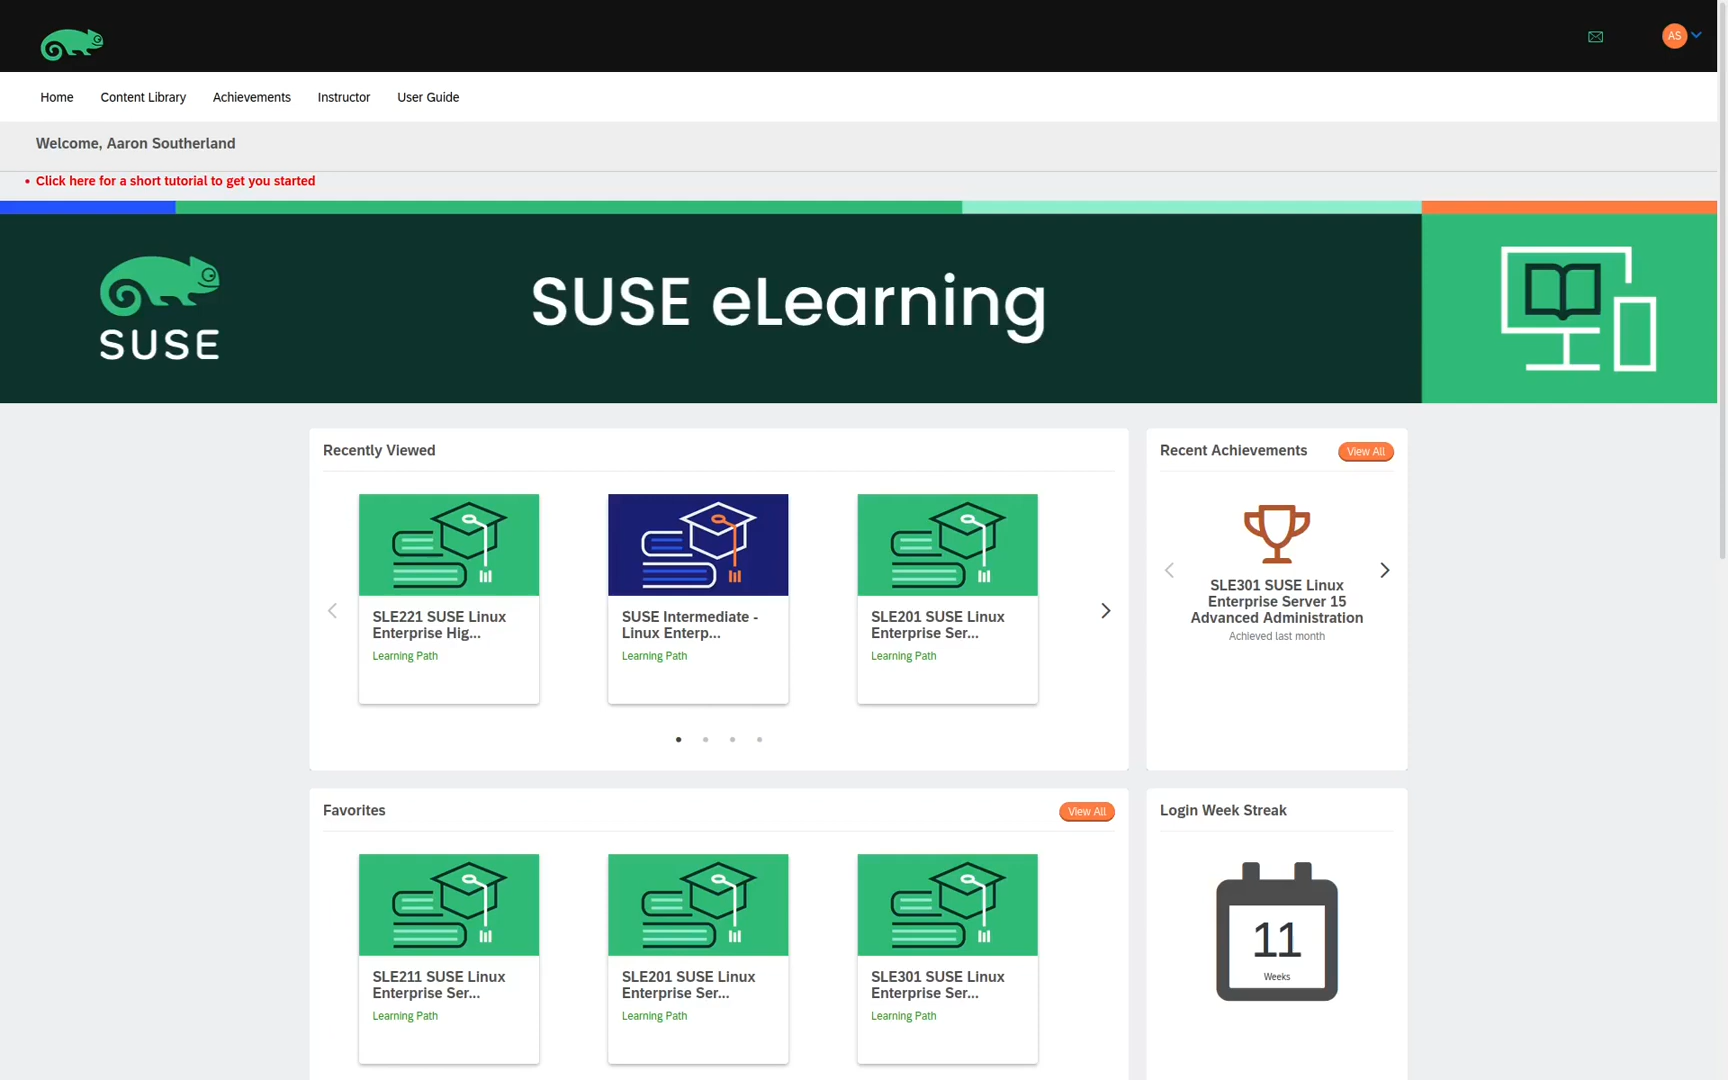 AS
Home
Content Library
Achievements
Instructor
User Guide
Welcome, Aaron Southerland
• Click here for a short tutorial to get you started
SUSE
SUSE eLearning
Recently Viewed
SLE221 SUSE Linux
Enterprise Hig...
Learning Path
SUSE Intermediate -
Linux Enterp...
Learning Path
SLE201 SUSE Linux
Enterprise Ser...
Learning Path
Recent Achievements
View All
SLE301 SUSE Linux
Enterprise Server 15
Advanced Administration
Achieved last month
Favorites
View All
SLE211 SUSE Linux
Enterprise Ser...
Learning Path
SLE201 SUSE Linux
Enterprise Ser...
Learning Path
SLE301 SUSE Linux
Enterprise Ser...
Learning Path
Login Week Streak
11
Weeks